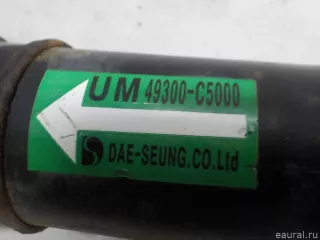 UM 49300-C5000
DAE-SEUNG.CO.Ltd
eaural.ru